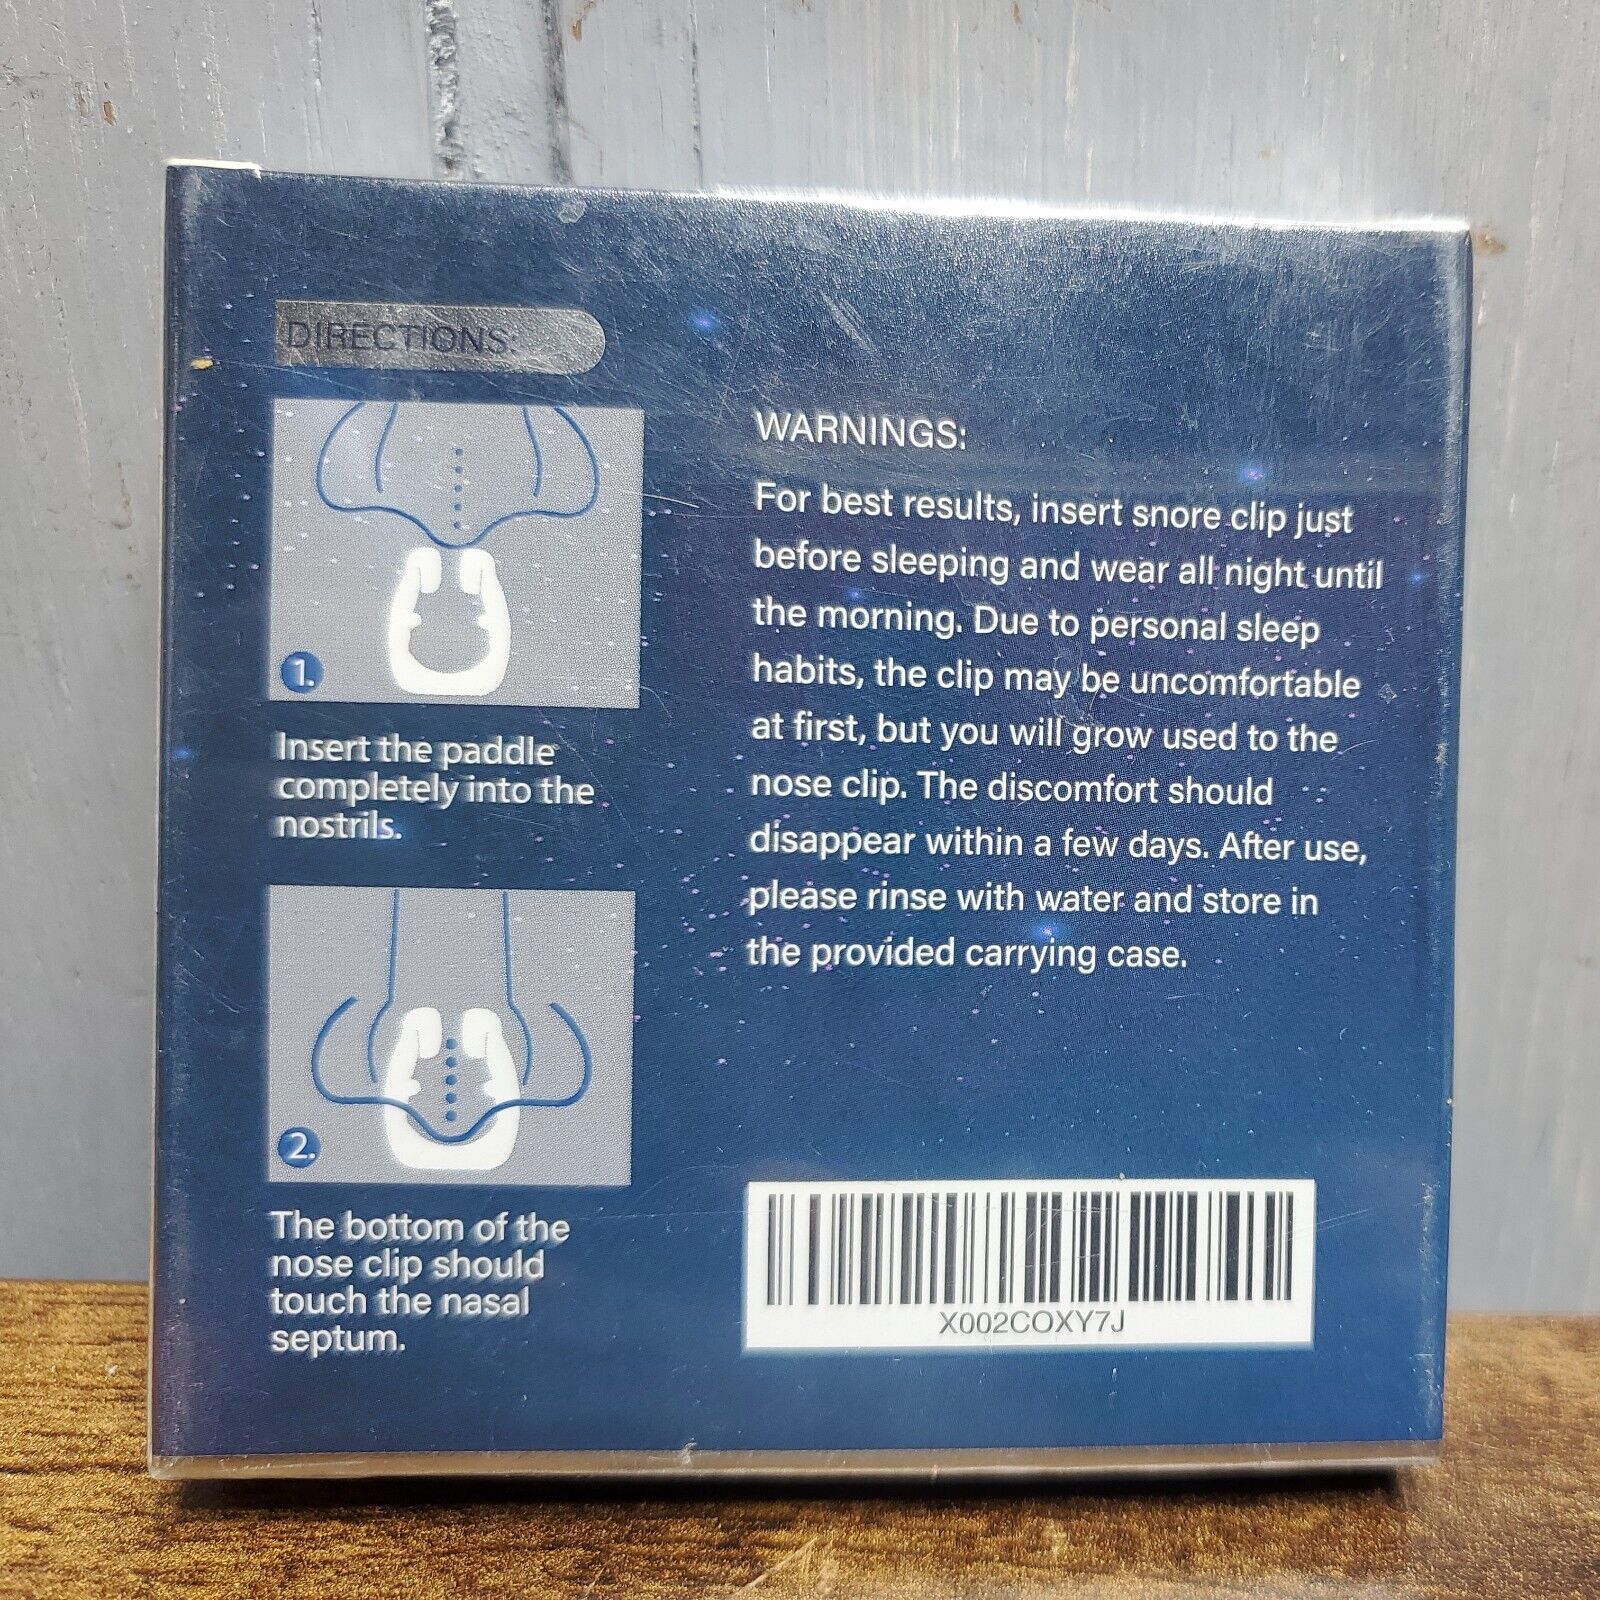 DIRECTIONS:
1.
Insert the paddle
completely into the
nostrils.
2.
The bottom of the
nose clip should
touch the nasal
septum.
WARNINGS:
For best results, insert snore clip just
before sleeping and wear all night until
the morning. Due to personal sleep
habits, the clip may be uncomfortable
at first, but you will grow used to the
nose clip. The discomfort should
disappear within a few days. After use,
please rinse with water and store in
the provided carrying case.
X002COXY7J